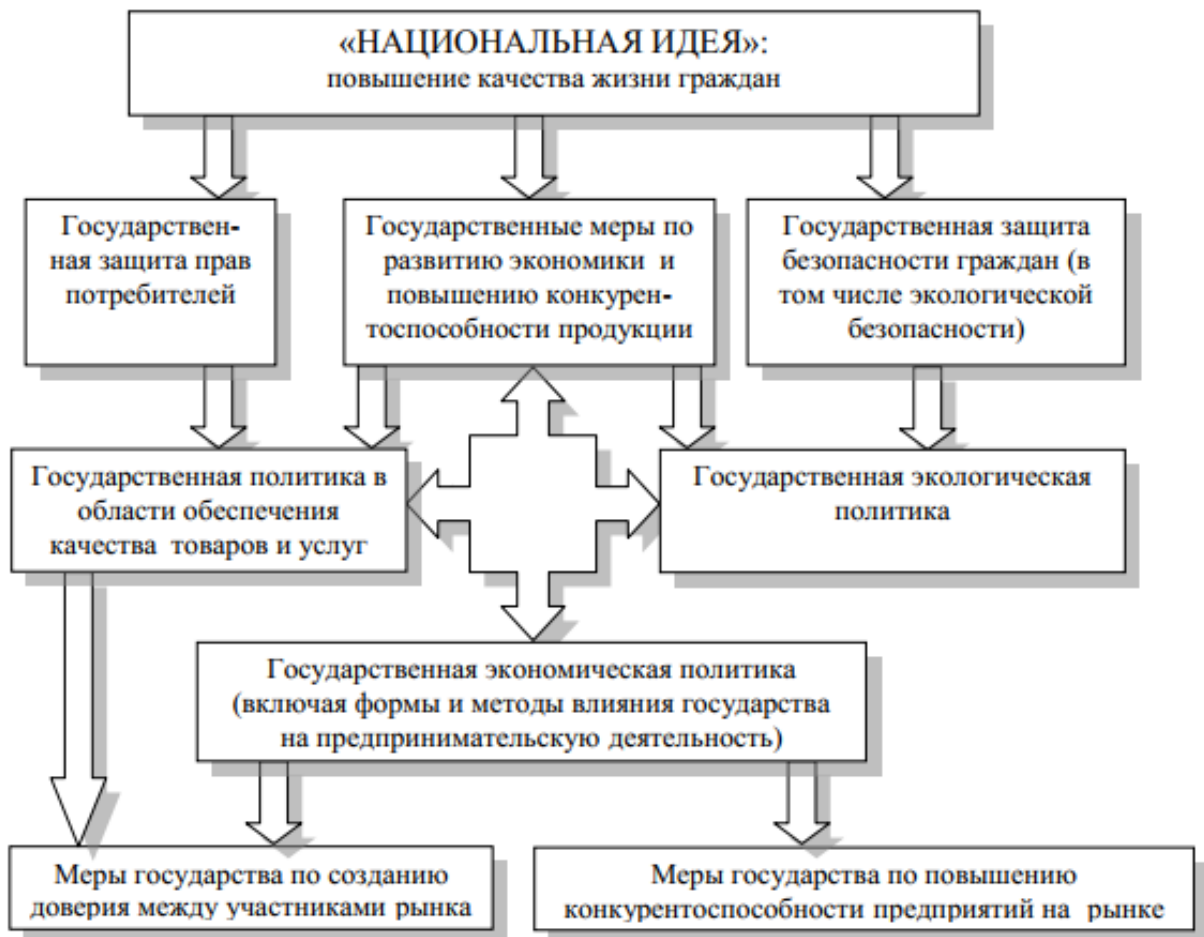 «НАЦИОНАЛЬНАЯ ИДЕЯ»:
повышение качества жизни граждан
Государствен-
ная защита прав
потребителей
Государственные меры по
развитию экономики и
повышению конкурен-
тоспособности продукции
Государственная защита
безопасности граждан (в
том числе экологической
безопасности)
Государственная политика в
области обеспечения
качества товаров и услуг
Государственная экологическая
политика
Государственная экономическая политика
(включая формы и методы влияния государства
на предпринимательскую деятельность)
Меры государства по созданию
доверия между участниками рынка
Меры государства по повышению
конкурентоспособности предприятий на рынке